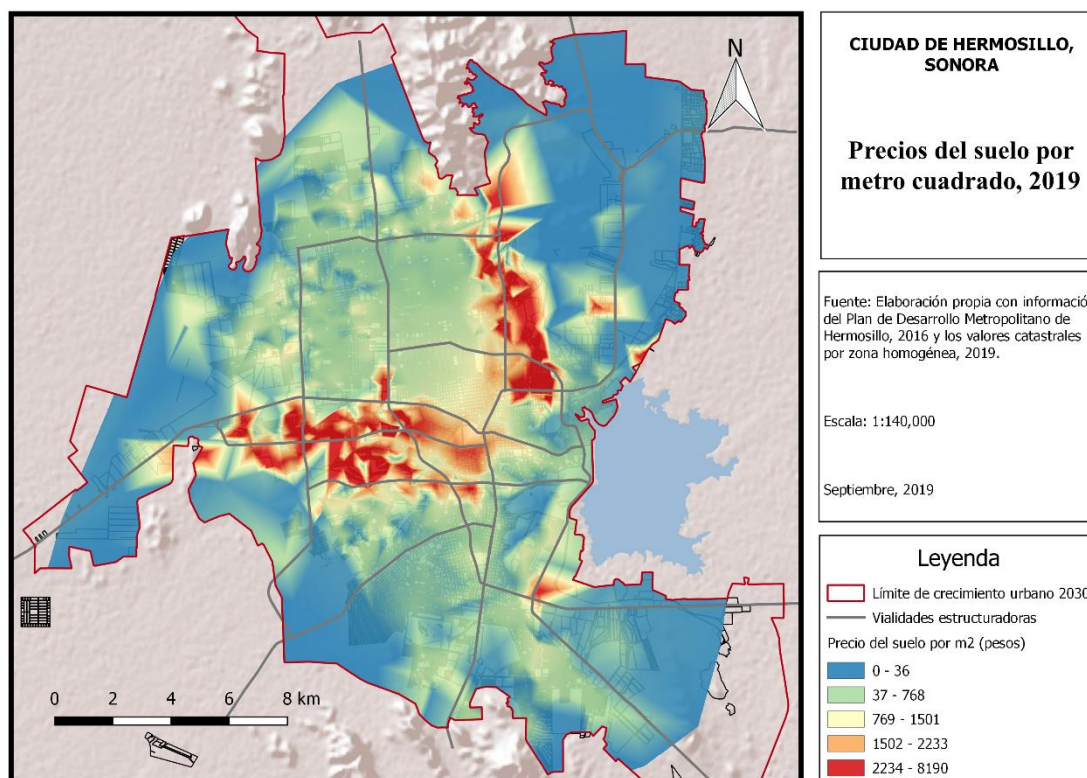 CIUDAD DE HERMOSILLO,
SONORA
Precios del suelo por
metro cuadrado, 2019
Fuente: Elaboración propia con informació
del Plan de Desarrollo Metropolitano de
Hermosillo, 2016 y los valores catastrales
por zona homogénea, 2019.
Escala: 1:140,000
Septiembre, 2019
Leyenda
Límite de crecimiento urbano 2030
Vialidades estructuradoras
Precio del suelo por m2 (pesos)
0 - 36
37 - 768
769 - 1501
1502 - 2233
2234 - 8190
N
0 2 4 6 8 km